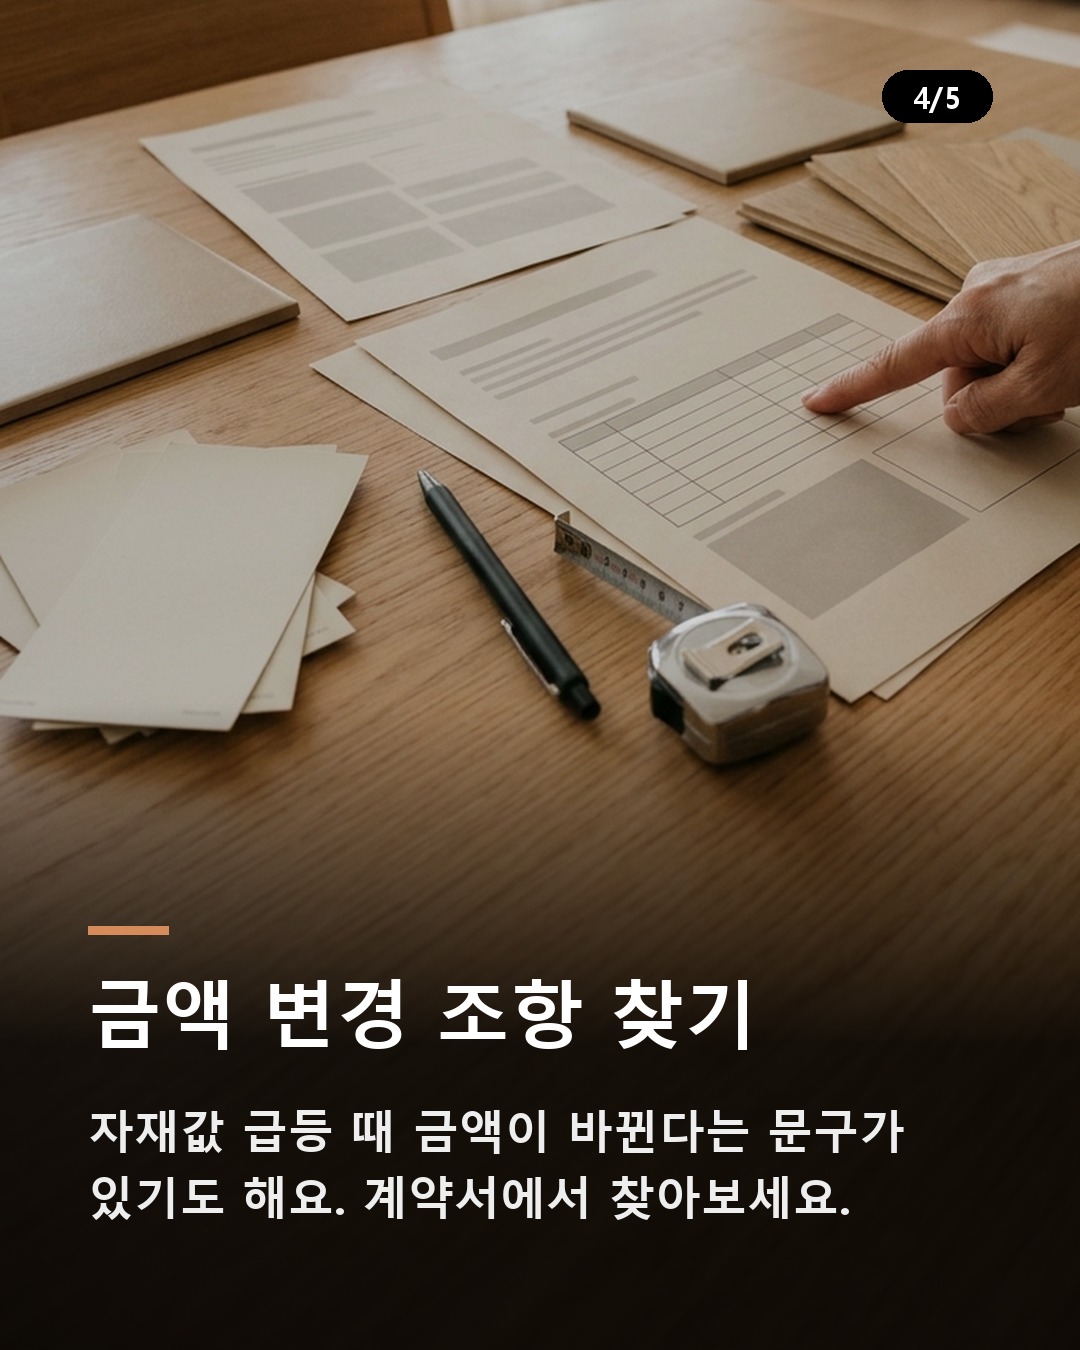 4/5
금액 변경 조항 찾기
자재값 급등 때 금액이 바뀐다는 문구가
있기도 해요. 계약서에서 찾아보세요.